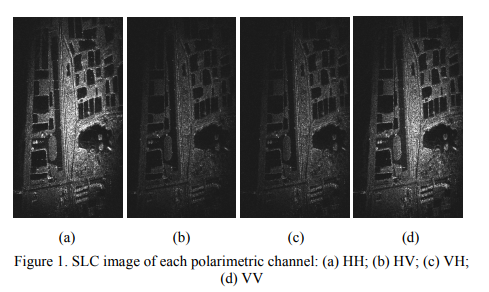 (a) (b) (c) (d)
Figure 1. SLC image of each polarimetric channel: (a) HH; (b) HV; (c) VH;
(d) VV